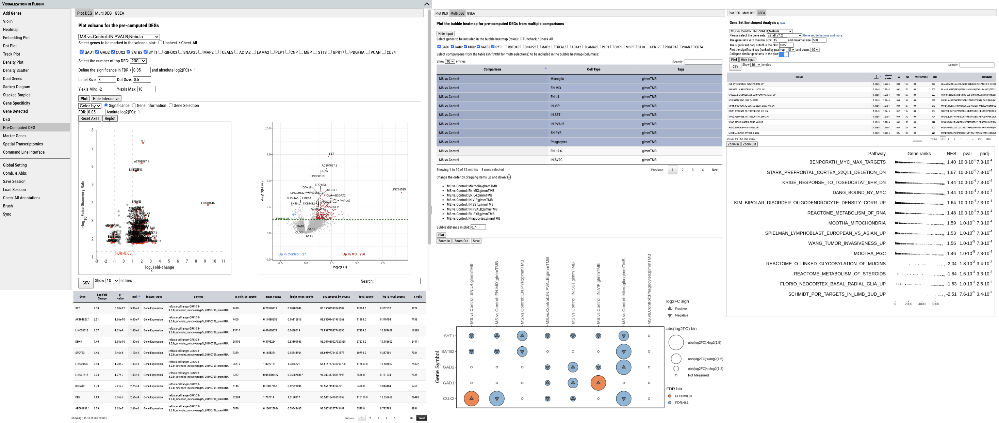 VISUALIZATION IN PLUGIN
Add Genes
Violin
Heatmap
Embedding Plot
Dot Plot
Track Plot
Density Plot
Density Scatter
Dual Genes
Sankey Diagram
Stacked Barplot
Gene Specificity
Gene Detected
DEG
Pre-Computed DEG
Marker Genes
Spatial Transcriptomics
Command Line Interface
Global Setting
Comb. & Abbr.
Save Session
Load Session
Check All Annotations
Brush
Sync
Plot DEG Multi DEG GSEA
Plot volcano for the pre-computed DEGs
MS.vs.Control::IN.PVALB;Nebula
Select genes to be marked in the volcano plot: Uncheck / Check All
GAD1 GAD2 CUX2 SATB2 SYT1 RBFOX3 SNAP25 MAP2 TCEAL5 ACTA2 LAMA2 PLP1 CNP MBP ST18 GPR17 PDGFRA VCAN CD74
Select the number of top DEG: 200
Define the significance in FDR < 0.05 and absolute log2(FC) > 1
Label Size: 3 Dot Size: 0.5
Y-axis Min: -2 Y-axis Max: 10
Plot Hide Interactive
Color by Significance Gene Information Gene Selection
FDR: 0.05 Asolute log2(FC): 1
Reset Axes Replot
8
7
6
5
4
3
2
1
-log10False Discovery Rate
SET
AC104827.1
SPDYE3
LINC01515
FAU
VGF
FDR=0.05
-3 -2 -1 0 1 2 3 4 5 6 7 8 9 10 11
log2Fold-change
10.0
7.5
5.0
2.5
0.0
-2.5
-log10(FDR)
SET
AC104827.1
DDX5
LINC00513
SPDYE3
DDX18
SEZ6L2
LINC00632
AP001831.1
CLU
B3GAT2
SLC44A5
UBE3A
PNPLA7
SHTN1
KCNMB2-AS1
CRLF1
LINC01515
FDR=0.05
GAD2
GAD1
CUX2
SYT1
Up in Control : 17
Up in MS : 256
-2.5 0.0 2.5 5.0 7.5
log2(FC)
CSV Show 10 entries
Search:
Gene Log Fold Change p-value padj feature_types genome n_cells_by_counts mean_counts log1p_mean_counts pct_dropout_by_counts total_counts log1p_total_counts n_cells
SET 2.18 6.88e-12 5.06e-8 Gene Expression refdata-cellranger-GRCh38-3.0.0_extended_mincoverage5_20190709_premRNA 9670 0.20568813 0.18705046 85.15003532049509 13394.0 9.502637 8724
AC104827.1 2.01 1.86e-10 6.83e-7 Gene Expression refdata-cellranger-GRCh38-3.0.0_extended_mincoverage5_20190709_premRNA 7400 0.17488252 0.16116816 88.63601461961362 11388.0 9.340404 7188
LINC00513 1.37 1.01e-9 1.87e-6 Gene Expression refdata-cellranger-GRCh38-3.0.0_extended_mincoverage5_20190709_premRNA 13714 0.41630578 0.3480519 78.93977087748395 27109.0 10.207658 12888
DDX5 1.40 8.94e-10 1.87e-6 Gene Expression refdata-cellranger-GRCh38-3.0.0_extended_mincoverage5_20190709_premRNA 28195 0.8795264 0.63101983 56.701680027027855 57273.0 10.955602 24471
SPDYE3 1.46 7.46e-8 1.10e-4 Gene Expression refdata-cellranger-GRCh38-3.0.0_extended_mincoverage5_20190709_premRNA 7359 0.1658374 0.15343964 88.69897724131577 10799.0 9.287301 7034
LINC00632 0.43 1.20e-7 1.33e-4 Gene Expression refdata-cellranger-GRCh38-3.0.0_extended_mincoverage5_20190709_premRNA 26819 1.8222151 1.0375221 58.814767038299706 118659.0 11.684017 24322
LINC01515 9.34 1.27e-7 1.33e-4 Gene Expression refdata-cellranger-GRCh38-3.0.0_extended_mincoverage5_20190709_premRNA 2357 0.054301422 0.052878387 96.38041708897693 3536.0 8.171034 2135
B3GAT2 1.79 2.41e-7 2.21e-4 Gene Expression refdata-cellranger-GRCh38-3.0.0_extended_mincoverage5_20190709_premRNA 6146 0.13007157 0.12228096 90.5617494394791 8470.0 9.044404 5768
CLU 1.83 3.36e-7 2.66e-4 Gene Expression refdata-cellranger-GRCh38-3.0.0_extended_mincoverage5_20190709_premRNA 32204 1.767714 1.0180217 50.54516416351853 115110.0 11.653652 26443
AP001831.1 1.39 3.62e-7 2.66e-4 Gene Expression refdata-cellranger-GRCh38-3.0.0_extended_mincoverage5_20190709_premRNA 5079 0.100125924 0.09542465 92.20031327743482 6520.0 8.782783 4894
Showing 1 to 10 of 200 entries
Previous 1 2 3 4 5 ... 20 Next
Plot DEG Multi DEG GSEA
Plot the bubble heatmap for pre-computed DEGs from multiple comparisons
Hide Input
Select genes to be included in the bubble heatmap (rows): Uncheck / Check All
GAD1 GAD2 CUX2 SATB2 SYT1 RBFOX3 SNAP25 MAP2 TCEAL5 ACTA2 LAMA2 PLP1 CNP MBP ST18 GPR17 PDGFRA VCAN CD74
Select comparisons from the table (shift/Ctrl for multi-selections) to be included in the bubble heatmap (columns):
Show 10 entries
Search:
Comparison Cell Type Tags
MS.vs.Control Microglia glmmTMB
MS.vs.Control EN.MIX glmmTMB
MS.vs.Control EN.L4 glmmTMB
MS.vs.Control IN.VIP glmmTMB
MS.vs.Control IN.SST glmmTMB
MS.vs.Control IN.PVALB glmmTMB
MS.vs.Control EN.PYR glmmTMB
MS.vs.Control Phagocytes glmmTMB
MS.vs.Control EN.L5.6 glmmTMB
MS.vs.Control IN.SV2C glmmTMB
Showing 1 to 10 of 32 entries 8 rows selected
Previous 1 2 3 4 Next
Change the order by dragging items up and down: -
MS.vs.Control::Microglia;glmmTMB
MS.vs.Control::EN.MIX;glmmTMB
MS.vs.Control::EN.L4;glmmTMB
MS.vs.Control::IN.VIP;glmmTMB
MS.vs.Control::IN.SST;glmmTMB
MS.vs.Control::IN.PVALB;glmmTMB
MS.vs.Control::EN.PYR;glmmTMB
MS.vs.Control::Phagocytes;glmmTMB
Bubble distance in plot: 0.7
Plot
Zoom In Zoom Out Save
MS.vs.Control::EN.L4;glmmTMB
MS.vs.Control::EN.MIX;glmmTMB
MS.vs.Control::EN.PYR;glmmTMB
MS.vs.Control::IN.PVALB;glmmTMB
MS.vs.Control::IN.SST;glmmTMB
MS.vs.Control::IN.VIP;glmmTMB
MS.vs.Control::Microglia;glmmTMB
MS.vs.Control::Phagocytes;glmmTMB
Gene Symbol
SYT1
SATB2
GAD2
GAD1
CUX2
log2FC sign
Positive
Negative
abs(log2FC) bin
abs(log2FC)>log2(1.5)
abs(log2FC)<=log2(1.5)
abs(log2FC)<=log2(1.2)
Not Measured
FDR bin
FDR<=0.01
FDR>0.1
Plot DEG Multi DEG GSEA
Gene Set Enrichment Analysis by fgsea
MS.vs.Control::IN.PVALB;Nebula
Please select the gene sets: c2.all.v7.2 Gene set definitions and more.
The gene sets with minimal size: 15 and maximal size: 500
The significant padj cutoff in the plot: 0.05
Plot the significant top (ranked by pval) up: 10 and down: 10
Collapse similar gene sets in the plot:
Find Hide Input
CSV Show 10 entries
Search:
pathway p value adjusted p value ES NES nMoreExtreme size leadingEdge
ENK_UV_RESPONSE_KERATINOCYTE_UP 1.00e-5 7.27e-4 0.62 1.77 0.0 193
DACOSTA_UV_RESPONSE_VIA_ERCC3_UP 1.00e-5 7.27e-4 0.61 1.71 0.0
SPIELMAN_LYMPHOBLAST_EUROPEAN_VS_ASIAN_UP 1.00e-5 7.27e-4 0.53 1.53 0.0
BENPORATH_MYC_MAX_TARGETS 1.00e-5 7.27e-4 0.48 1.40 0.0
STARK_PREFRONTAL_CORTEX_22Q11_DELETION_DN 1.00e-5 7.27e-4 0.58 1.67 0.0
KRIGE_RESPONSE_TO_TOSEDOSTAT_6HR_DN 1.00e-5 7.27e-4 0.49 1.44 0.0
KRIGE_RESPONSE_TO_TOSEDOSTAT_24HR_DN 1.00e-5 7.27e-4 0.49 1.42 0.0 474
WONG_MITOCHONDRIA_GENE_MODULE 1.00e-5 7.27e-4 0.63 1.79 0.0 122
WANG_TUMOR_INVASIVENESS_UP 1.00e-5 7.27e-4 0.54 1.56 0.0
MOOTHA_HUMAN_MITODB_6_2002 1.00e-5 7.27e-4 0.54 1.56 0.0
Showing 1 to 10 of 2,920 entries
Previous 1 2 3 4 5 ... 292 Next
Zoom In Zoom Out
Pathway Gene ranks NES pval padj
BENPORATH_MYC_MAX_TARGETS 1.40 10.0·10-6 7.3·10-4
STARK_PREFRONTAL_CORTEX_22Q11_DELETION_DN 1.67 10.0·10-6 7.3·10-4
KRIGE_RESPONSE_TO_TOSEDOSTAT_6HR_DN 1.44 10.0·10-6 7.3·10-4
DANG_BOUND_BY_MYC 1.44 10.0·10-6 7.3·10-4
KIM_BIPOLAR_DISORDER_OLIGODENDROCYTE_DENSITY_CORR_UP 1.64 10.0·10-6 7.3·10-4
REACTOME_METABOLISM_OF_RNA 1.48 10.0·10-6 7.3·10-4
MOOTHA_MITOCHONDRIA 1.59 1.0·10-5 7.3·10-4
SPIELMAN_LYMPHOBLAST_EUROPEAN_VS_ASIAN_UP 1.53 1.0·10-5 7.3·10-4
WANG_TUMOR_INVASIVENESS_UP 1.56 1.0·10-5 7.3·10-4
MOOTHA_PGC 1.46 1.0·10-5 7.3·10-4
REACTOME_O_LINKED_GLYCOSYLATION_OF_MUCINS -2.04 1.8·10-3 3.4·10-2
REACTOME_METABOLISM_OF_STEROIDS -1.84 1.6·10-3 3.3·10-2
FLORIO_NEOCORTEX_BASAL_RADIAL_GLIA_UP -1.63 1.0·10-3 2.5·10-2
SCHMIDT_POR_TARGETS_IN_LIMB_BUD_UP -2.51 7.6·10-5 3.4·10-3
0 2000 4000 6000